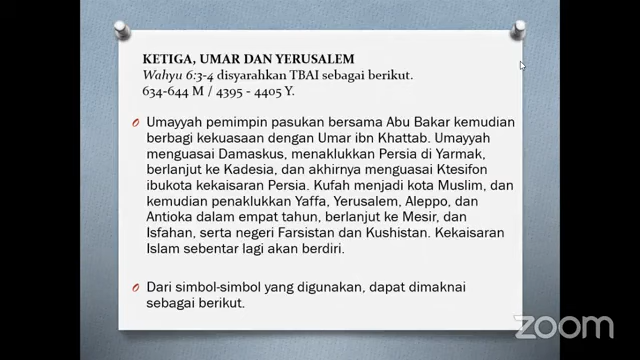 KETIGA, UMAR DAN YERUSALEM
Wahyu 6:3-4 disyarahkan TBAI sebagai berikut.
634-644 M / 4395 - 4405 Y.
Umayyah pemimpin pasukan bersama Abu Bakar kemudian
berbagi kekuasaan dengan Umar ibn Khattab. Umayyah
menguasai Damaskus, menaklukkan Persia di Yarmak,
berlanjut ke Kadesia, dan akhirnya menguasai Ktesifon
ibukota kekaisaran Persia. Kufah menjadi kota Muslim, dan
kemudian penaklukkan Yaffa, Yerusalem, Aleppo, dan
Antioka dalam empat tahun, berlanjut ke Mesir, dan
Isfahan, serta negeri Farsistan dan Kushistan. Kekaisaran
Islam sebentar lagi akan berdiri.
Dari simbol-simbol yang digunakan, dapat dimaknai
sebagai berikut.
zoom